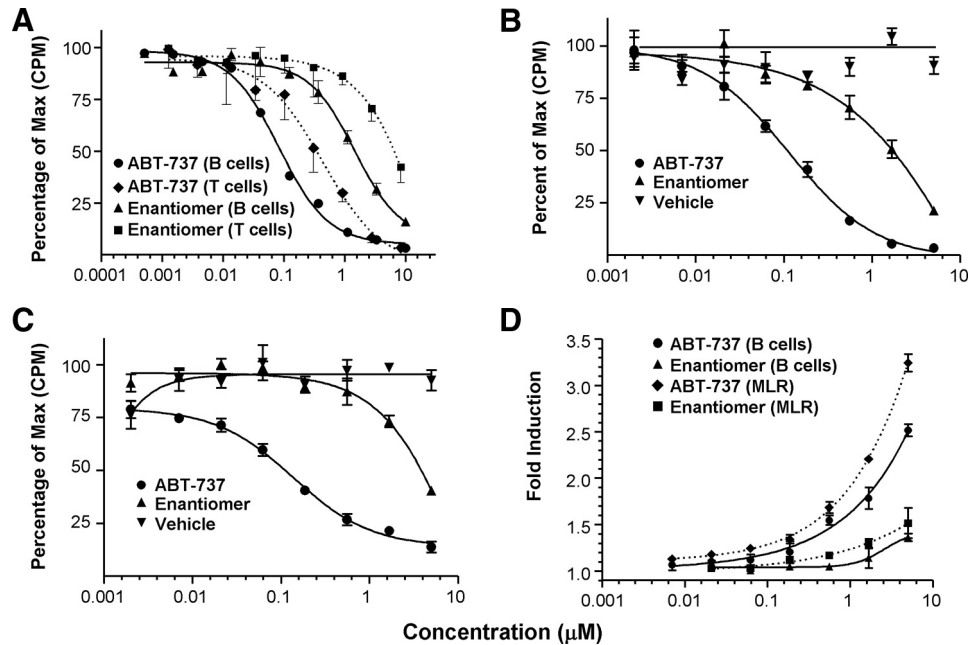 A
Percentage of Max (CPM)
100
75
50
25
0
0.0001
0.001
0.01
0.1
1
10
100
ABT-737 (B cells)
ABT-737 (T cells)
Enantiomer (B cells)
Enantiomer (T cells)
B
Percent of Max (CPM)
100
75
50
25
0
0.001
0.01
0.1
1
10
ABT-737
Enantiomer
Vehicle
C
Percentage of Max (CPM)
100
75
50
25
0.001
0.01
0.1
1
10
ABT-737
Enantiomer
Vehicle
D
Fold Induction
3.5
3.0
2.5
2.0
1.5
1.0
0.001
0.01
0.1
1
10
ABT-737 (B cells)
Enantiomer (B cells)
ABT-737 (MLR)
Enantiomer (MLR)
Concentration (μM)